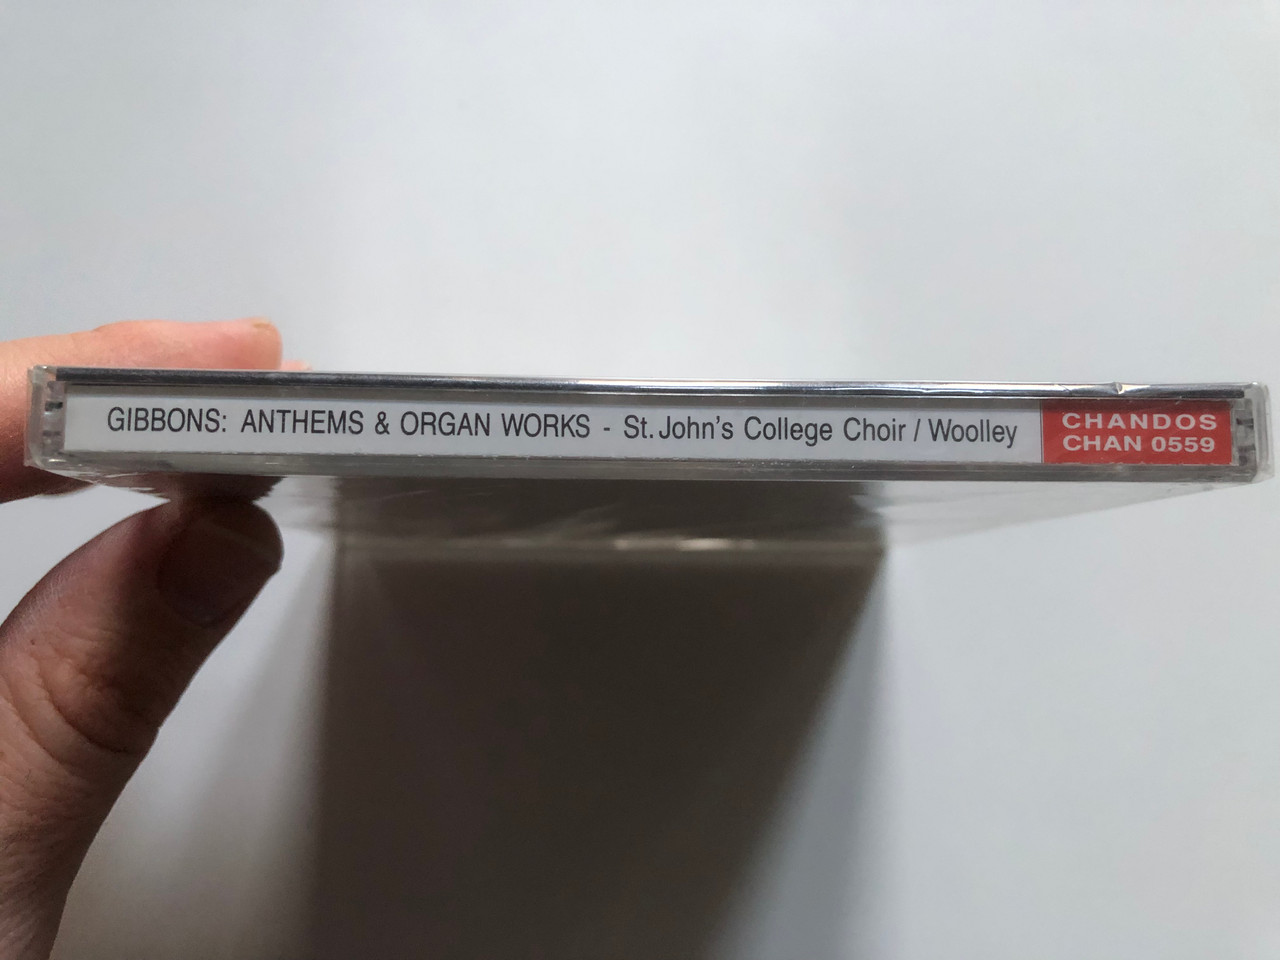 GIBBONS: ANTHEMS & ORGAN WORKS - St. John's College Choir / Woolley
CHANDOS
CHAN 0559